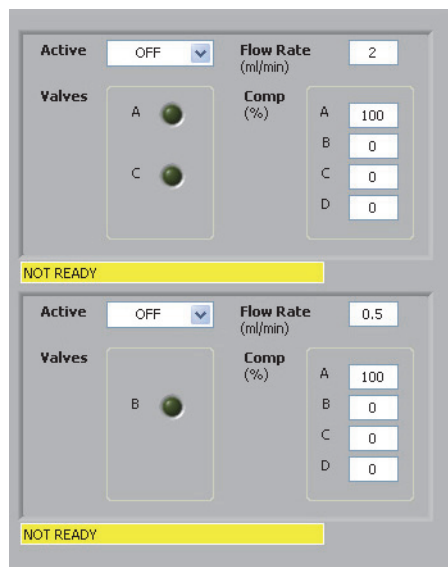 Active OFF Flow Rate 2
(ml/min)
Valves Comp
A (%) A 100
B 0
C C 0
D 0
NOT READY
Active OFF Flow Rate 0.5
(ml/min)
Valves Comp
(%) A 100
B B 0
C 0
D 0
NOT READY